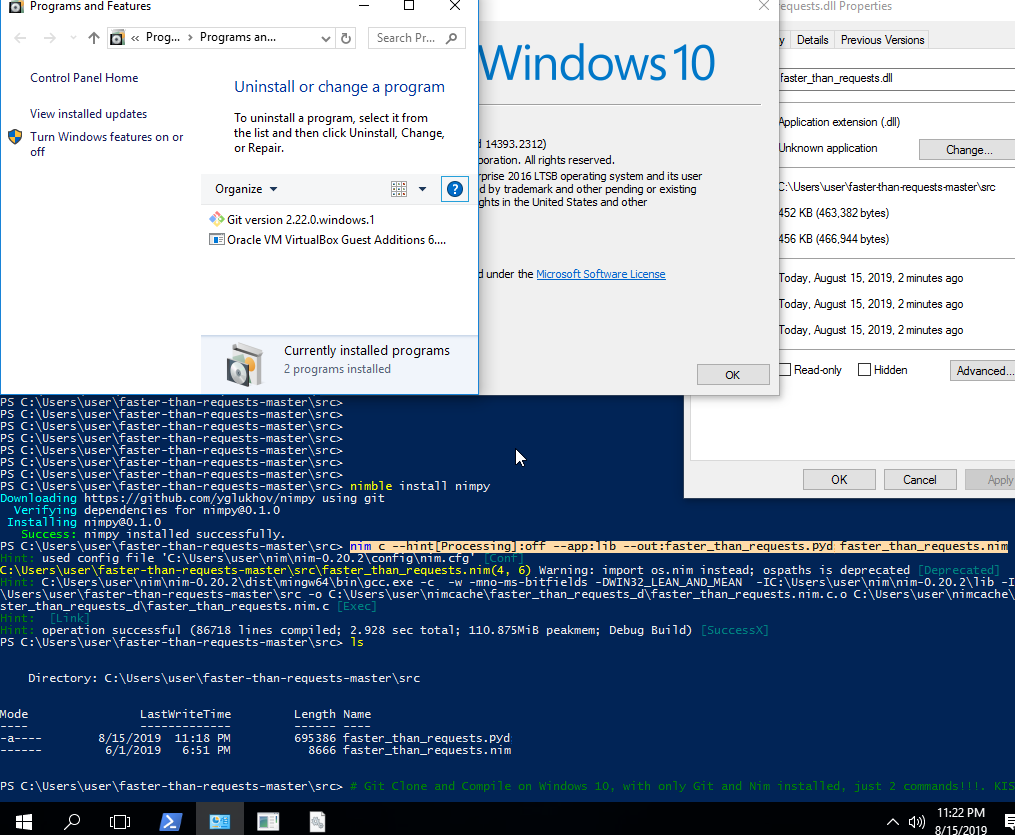 Programs and Features
« Prog... > Programs an...
Search Pr...
Control Panel Home
View installed updates
Turn Windows features on or
off
Uninstall or change a program
To uninstall a program, select it from
the list and then click Uninstall, Change,
or Repair.
Organize
Git version 2.22.0.windows.1
Oracle VM VirtualBox Guest Additions 6....
Currently installed programs
2 programs installed
Windows 10
14393.2312)
poration. All rights reserved.
rprise 2016 LTSB operating system and its user
d by trademark and other pending or existing
ghts in the United States and other
d under the Microsoft Software License
OK
requests.dll Properties
y
Details
Previous Versions
faster_than_requests.dll
Application extension (.dll)
Unknown application
Change...
C:\Users\user\faster-than-requests-master\src
452 KB (463,382 bytes)
456 KB (466,944 bytes)
Today, August 15, 2019, 2 minutes ago
Today, August 15, 2019, 2 minutes ago
Today, August 15, 2019, 2 minutes ago
Read-only
Hidden
Advanced...
OK
Cancel
Apply
PS C:\Users\user\faster-than-requests-master\src>
PS C:\Users\user\faster-than-requests-master\src>
PS C:\Users\user\faster-than-requests-master\src>
PS C:\Users\user\faster-than-requests-master\src>
PS C:\Users\user\faster-than-requests-master\src>
PS C:\Users\user\faster-than-requests-master\src>
PS C:\Users\user\faster-than-requests-master\src>
PS C:\Users\user\faster-than-requests-master\src> nimble install nimpy
Downloading https://github.com/yglukhov/nimpy using git
Verifying dependencies for nimpy@0.1.0
Installing nimpy@0.1.0
Success: nimpy installed successfully.
PS C:\Users\user\faster-than-requests-master\src> nim c --hint[Processing]:off --app:lib --out:faster_than_requests.pyd faster_than_requests.nim
Hint: used config file 'C:\Users\user\nim\nim-0.20.2\config\nim.cfg' [Conf]
C:\Users\user\faster-than-requests-master\src\faster_than_requests.nim(4, 6) Warning: import os.nim instead; ospaths is deprecated [Deprecated]
Hint: C:\Users\user\nim\nim-0.20.2\dist\mingw64\bin\gcc.exe -c  -w -mno-ms-bitfields -DWIN32_LEAN_AND_MEAN  -IC:\Users\user\nim\nim-0.20.2\lib -I
\Users\user\faster-than-requests-master\src -o C:\Users\user\nimcache\faster_than_requests_d\faster_than_requests.nim.c.o C:\Users\user\nimcache\
ster_than_requests_d\faster_than_requests.nim.c [Exec]
Hint:  [Link]
Hint: operation successful (86718 lines compiled; 2.928 sec total; 110.875MiB peakmem; Debug Build) [SuccessX]
PS C:\Users\user\faster-than-requests-master\src> ls
Directory: C:\Users\user\faster-than-requests-master\src
Mode LastWriteTime Length Name
---- ------------- ------ ----
-a---- 8/15/2019 11:18 PM 695386 faster_than_requests.pyd
------ 6/1/2019 6:51 PM 8666 faster_than_requests.nim
PS C:\Users\user\faster-than-requests-master\src> # Git Clone and Compile on Windows 10, with only Git and Nim installed, just 2 commands!!!. KIS
11:22 PM
8/15/2019